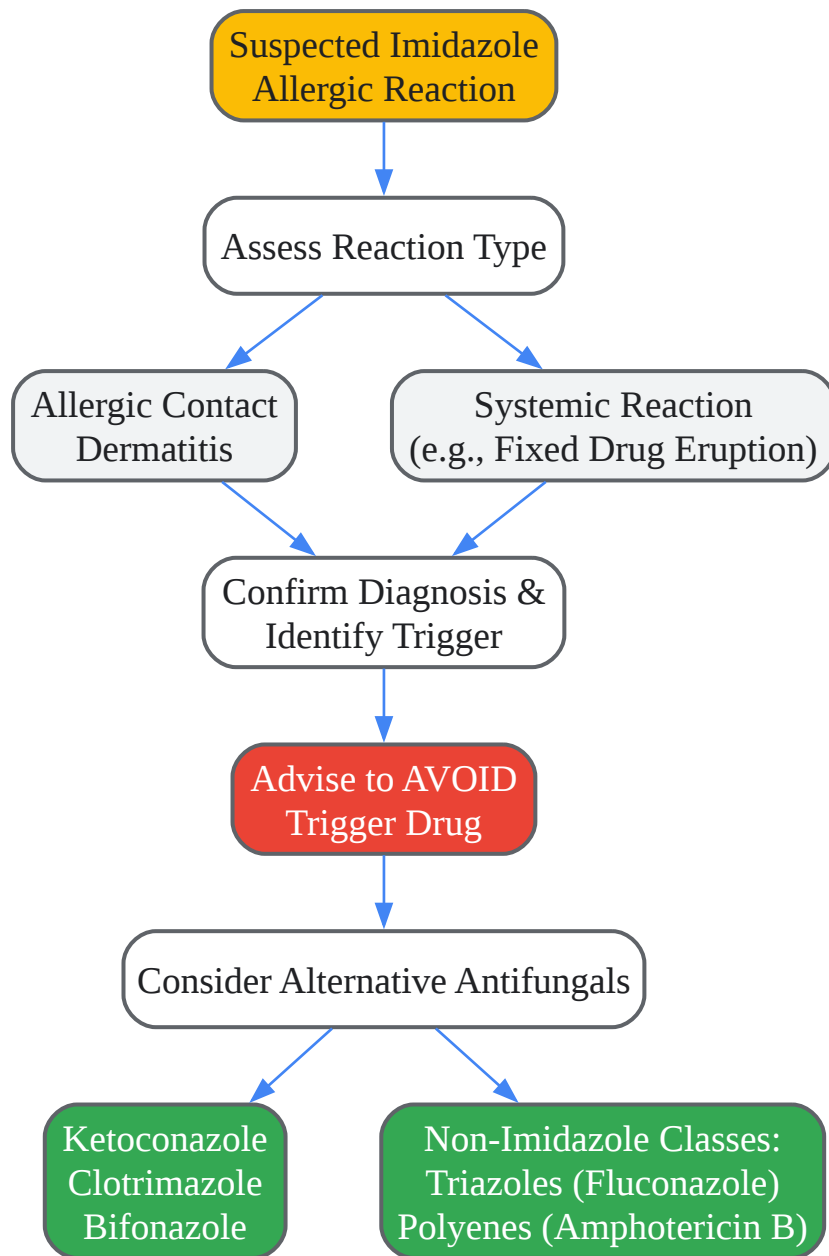 Suspected Imidazole
Allergic Reaction
Assess Reaction Type
Allergic Contact
Dermatitis
Systemic Reaction
(e.g., Fixed Drug Eruption)
Confirm Diagnosis &
Identify Trigger
Advise to AVOID
Trigger Drug
Consider Alternative Antifungals
Ketoconazole
Clotrimazole
Bifonazole
Non-Imidazole Classes:
Triazoles (Fluconazole)
Polyenes (Amphotericin B)